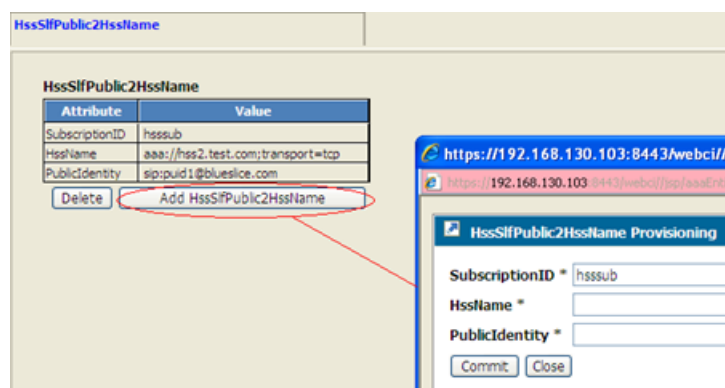 HssSlfPublic2HssName
HssSlfPublic2HssName
Attribute Value
SubscriptionID hsssub
HssName aaa://hss2.test.com;transport=tcp
PublicIdentity sip:puid1@blueslice.com
Delete Add HssSlfPublic2HssName
https://192.168.130.103:8443/webci//
https://192.168.130.103:8443/webci//jsp/aaaEnt
HssSlfPublic2HssName Provisioning
SubscriptionID * hsssub
HssName *
PublicIdentity *
Commit Close